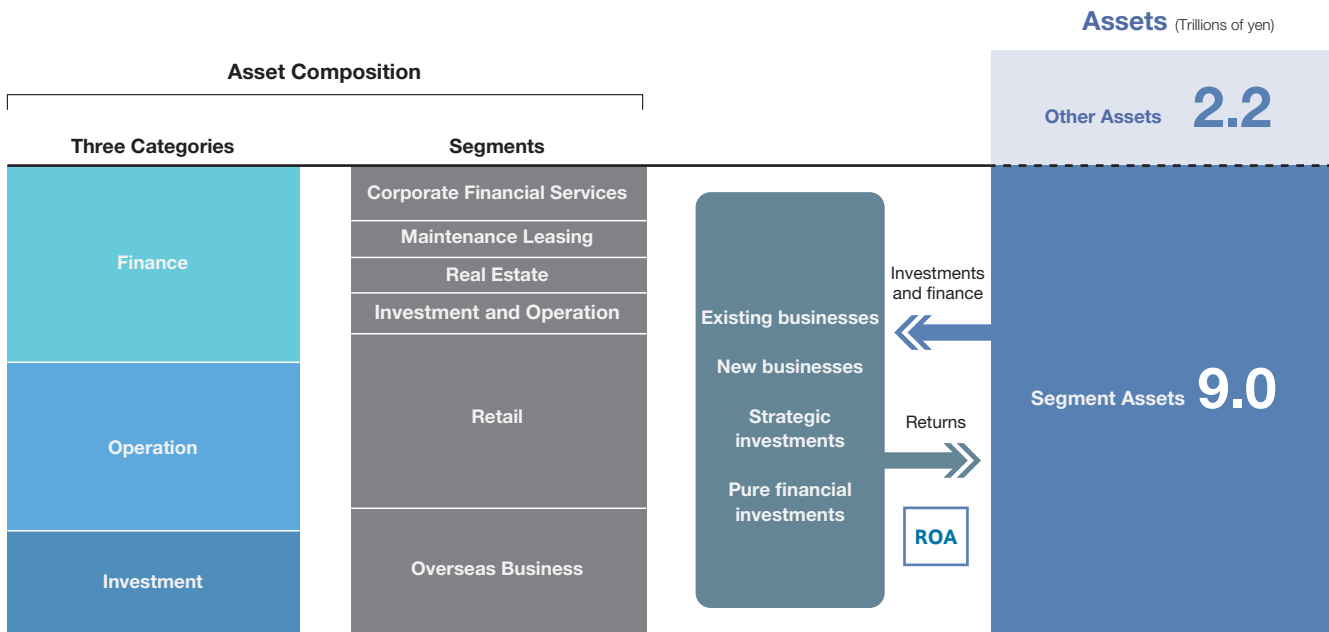 Assets (Trillions of yen)
Asset Composition
Other Assets 2.2
Three Categories
Segments
Finance
Operation
Investment
Corporate Financial Services
Maintenance Leasing
Real Estate
Investment and Operation
Retail
Overseas Business
Existing businesses
New businesses
Strategic
investments
Pure financial
investments
Investments
and finance
Returns
ROA
Segment Assets 9.0